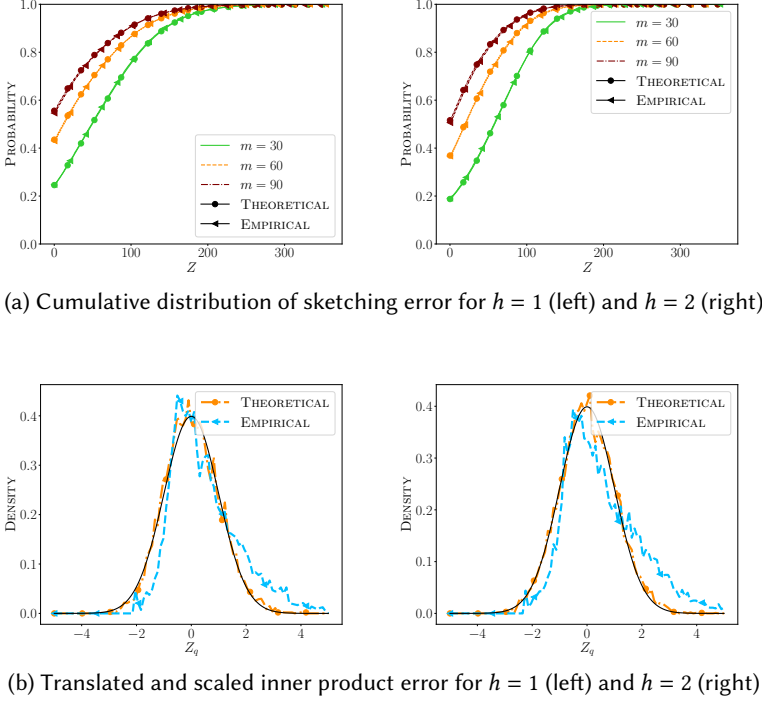 1.0
0.8
0.6
0.4
0.2
0.0
PROBABILITY
m = 30
m = 60
m = 90
THEORETICAL
EMPIRICAL
0 100 200 300
Z
1.0
0.8
0.6
0.4
0.2
0.0
PROBABILITY
m = 30
m = 60
m = 90
THEORETICAL
EMPIRICAL
0 100 200 300
Z
(a) Cumulative distribution of sketching error for h = 1 (left) and h = 2 (right)
0.4
0.3
0.2
0.1
0.0
DENSITY
THEORETICAL
EMPIRICAL
−4 −2 0 2 4
Z_q
0.4
0.3
0.2
0.1
0.0
DENSITY
THEORETICAL
EMPIRICAL
−4 −2 0 2 4
Z_q
(b) Translated and scaled inner product error for h = 1 (left) and h = 2 (right)